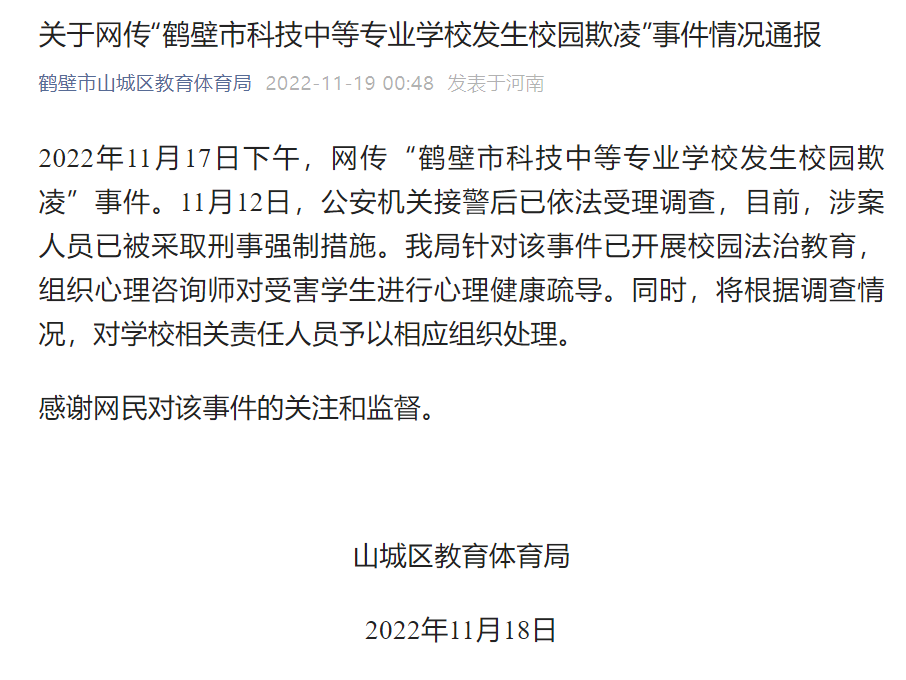 关于网传“鹤壁市科技中等专业学校发生校园欺凌”事件情况通报
鹤壁市山城区教育体育局 2022-11-19 00:48 发表于河南
2022年11月17日下午，网传“鹤壁市科技中等专业学校发生校园欺
凌”事件。11月12日，公安机关接警后已依法受理调查，目前，涉案
人员已被采取刑事强制措施。我局针对该事件已开展校园法治教育，
组织心理咨询师对受害学生进行心理健康疏导。同时，将根据调查情
况，对学校相关责任人员予以相应组织处理。
感谢网民对该事件的关注和监督。
山城区教育体育局
2022年11月18日